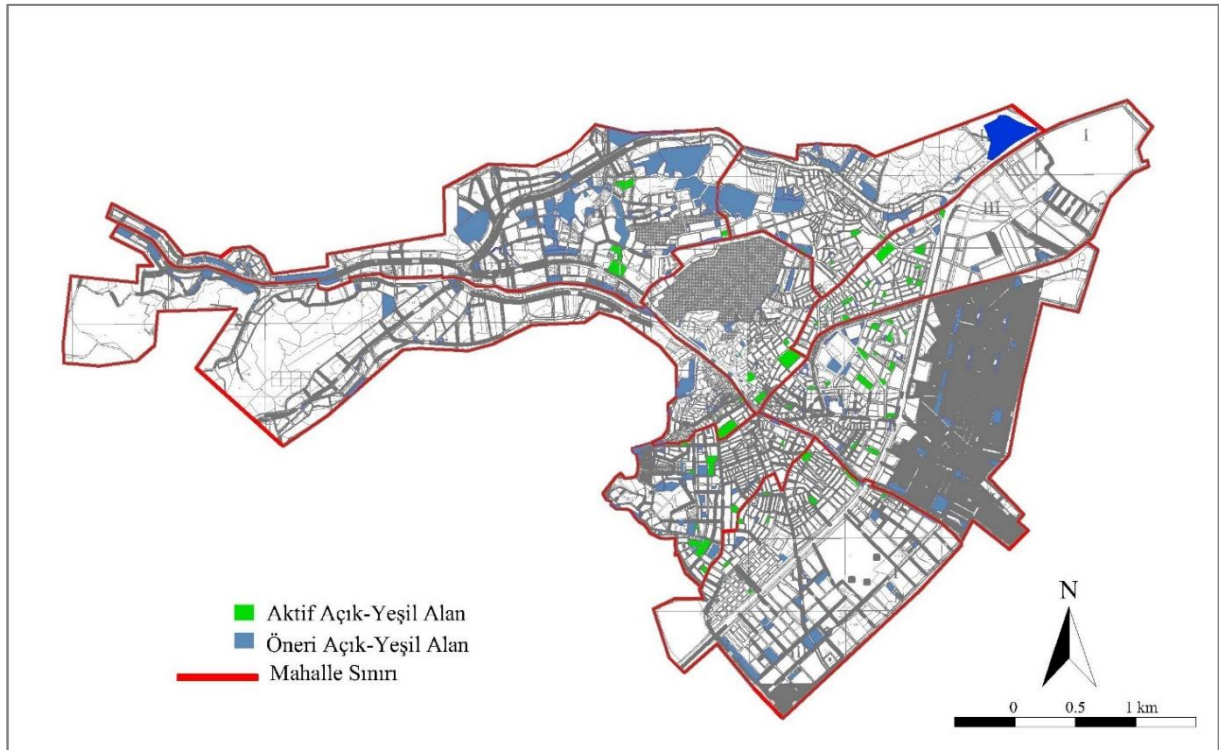 I
III
Aktif Açık-Yeşil Alan
Öneri Açık-Yeşil Alan
Mahalle Sınırı
N
0 0.5 1 km